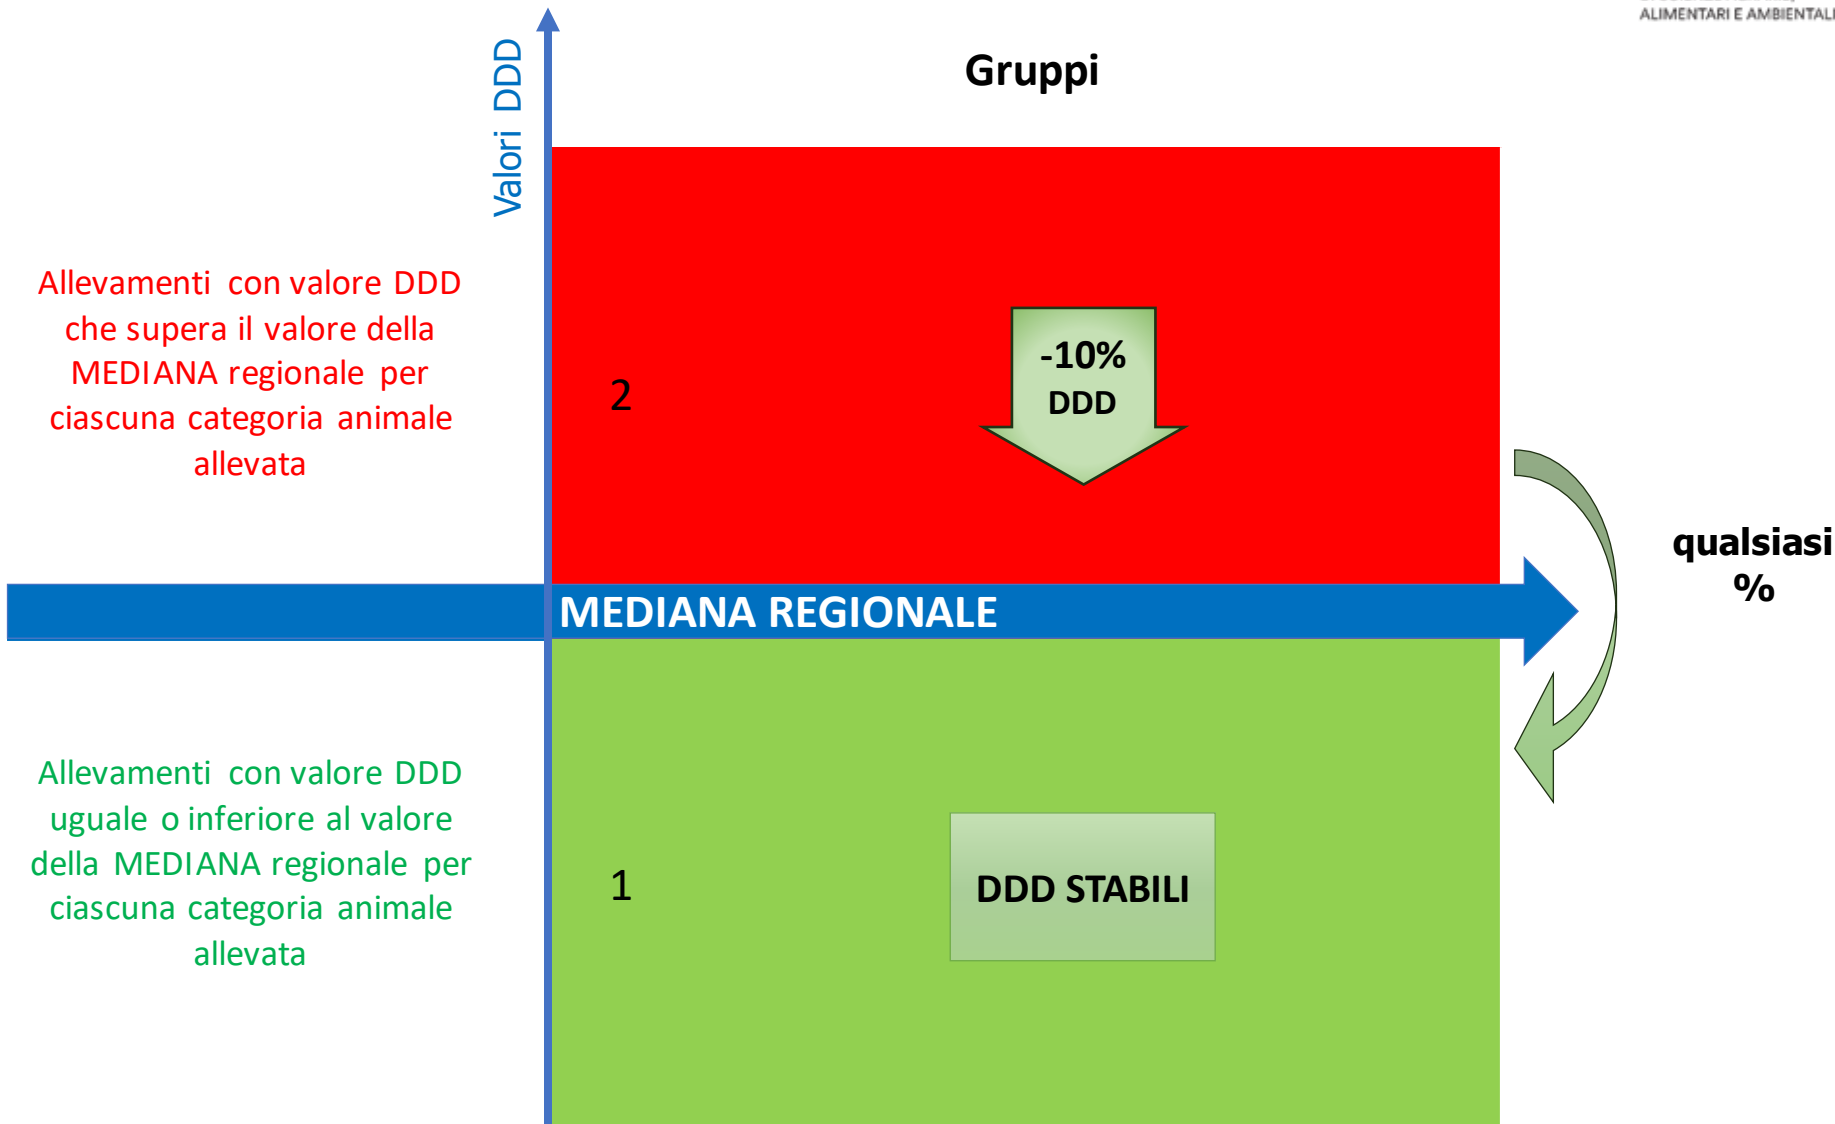 ALIMENTARI E AMBIENTALI
Gruppi
Valori DDD
Allevamenti con valore DDD
che supera il valore della
MEDIANA regionale per
ciascuna categoria animale
allevata
2
-10%
DDD
qualsiasi
%
MEDIANA REGIONALE
Allevamenti con valore DDD
uguale o inferiore al valore
della MEDIANA regionale per
ciascuna categoria animale
allevata
1
DDD STABILI